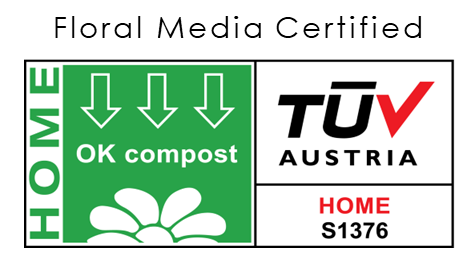 Floral Media Certified
HOME
OK compost
TÜV
AUSTRIA
HOME
S1376